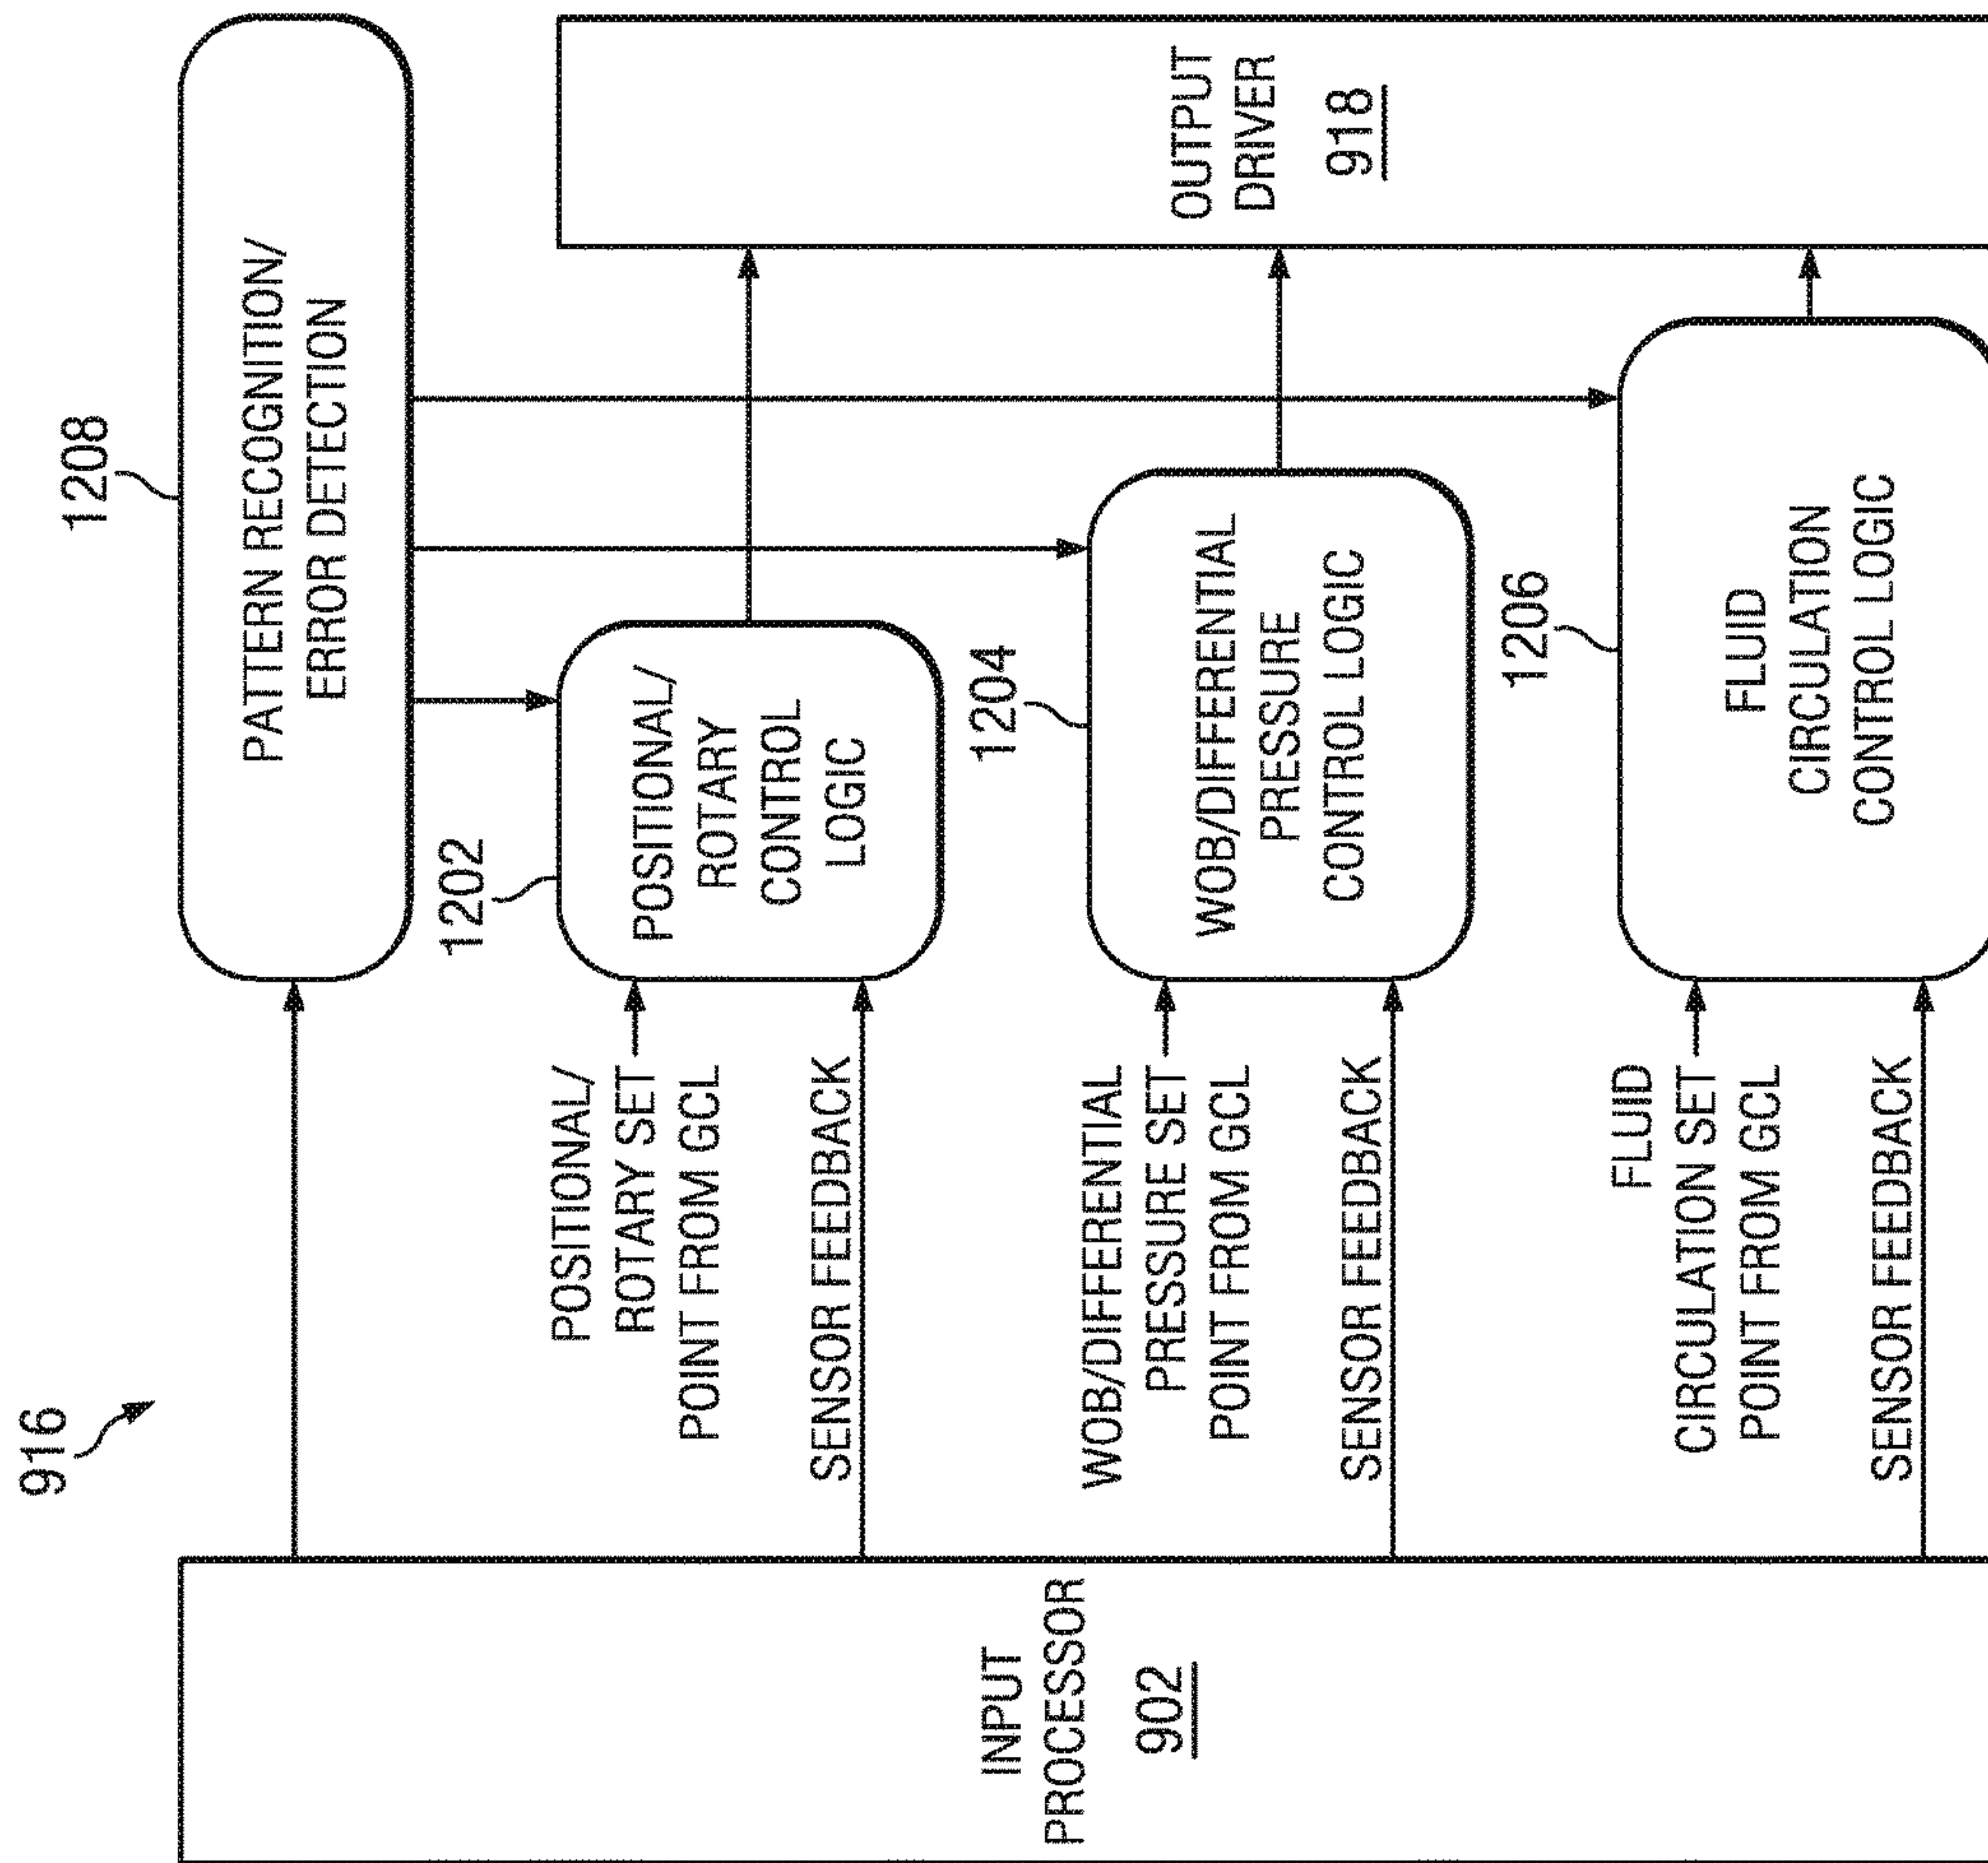 916
1208
PATTERN RECOGNITION/
ERROR DETECTION
INPUT
PROCESSOR
902
POSITIONAL/
ROTARY SET
POINT FROM GCL
SENSOR FEEDBACK
1202
POSITIONAL/
ROTARY
CONTROL
LOGIC
WOB/DIFFERENTIAL
PRESSURE SET
POINT FROM GCL
SENSOR FEEDBACK
1204
WOB/DIFFERENTIAL
PRESSURE
CONTROL LOGIC
FLUID
CIRCULATION SET
POINT FROM GCL
SENSOR FEEDBACK
1206
FLUID
CIRCULATION
CONTROL LOGIC
OUTPUT
DRIVER
918